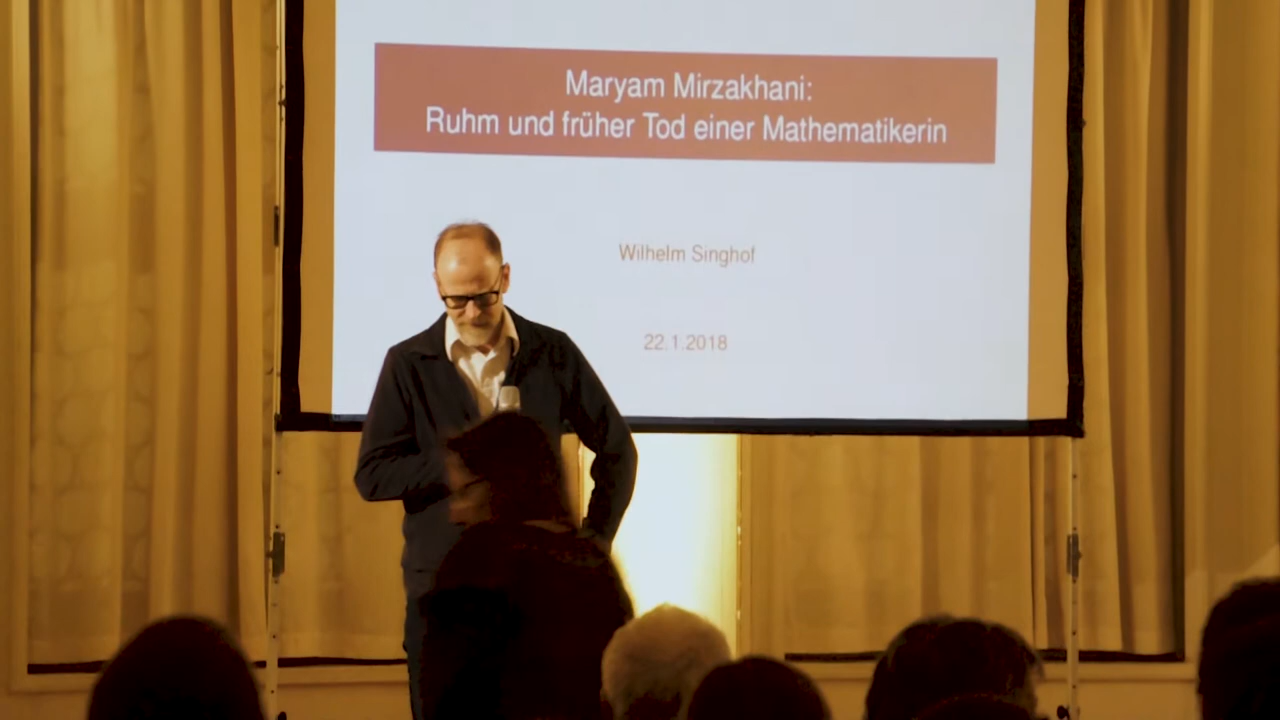 Maryam Mirzakhani:
Ruhm und früher Tod einer Mathematikerin
Wilhelm Singhof
22.1.2018